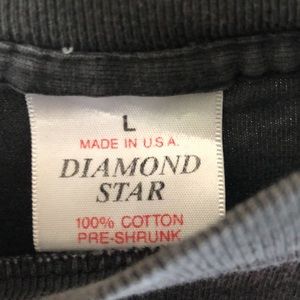 L
MADE IN U.S.A.
DIAMOND
STAR
100% COTTON
PRE-SHRUNK